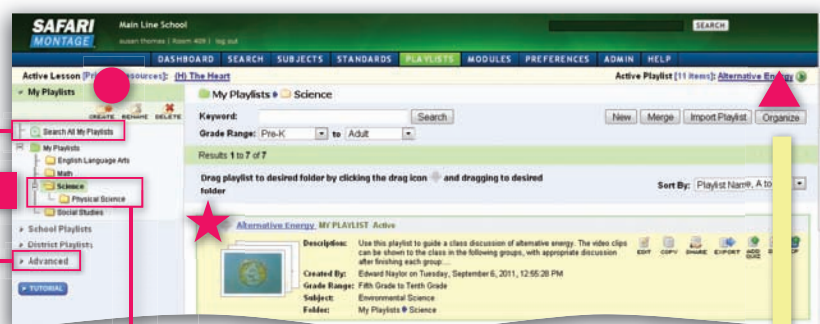 SAFARI
MONTAGE
Main Line School
susan thomas | Room 409 | log out
SEARCH
DASHBOARD SEARCH SUBJECTS STANDARDS PLAYLISTS MODULES PREFERENCES ADMIN HELP
Active Lesson (H) The Heart
Active Playlist [11 items]: Alternative Energy
My Playlists
CREATE RENAME DELETE
Search All My Playlists
My Playlists
English Language Arts
Math
Science
Physical Science
Social Studies
School Playlists
District Playlists
Advanced
TUTORIAL
My Playlists Science
Keyword: Search
Grade Range: Pre-K to Adult
New Merge Import Playlist Organize
Results 1 to 7 of 7
Drag playlist to desired folder by clicking the drag icon and dragging to desired
folder
Sort By: Playlist Name, A to
Alternative Energy MY PLAYLIST Active
Description: Use this playlist to guide a class discussion of alternative energy. The video clips
can be shown to the class in the following groups, with appropriate discussion
after finishing each group....
EDIT COPY SHARE EXPORT ADD QUIZ
Created By: Edward Naylor on Tuesday, September 6, 2011, 12:55:28 PM
Grade Range: Fifth Grade to Tenth Grade
Subject: Environmental Science
Folder: My Playlists Science